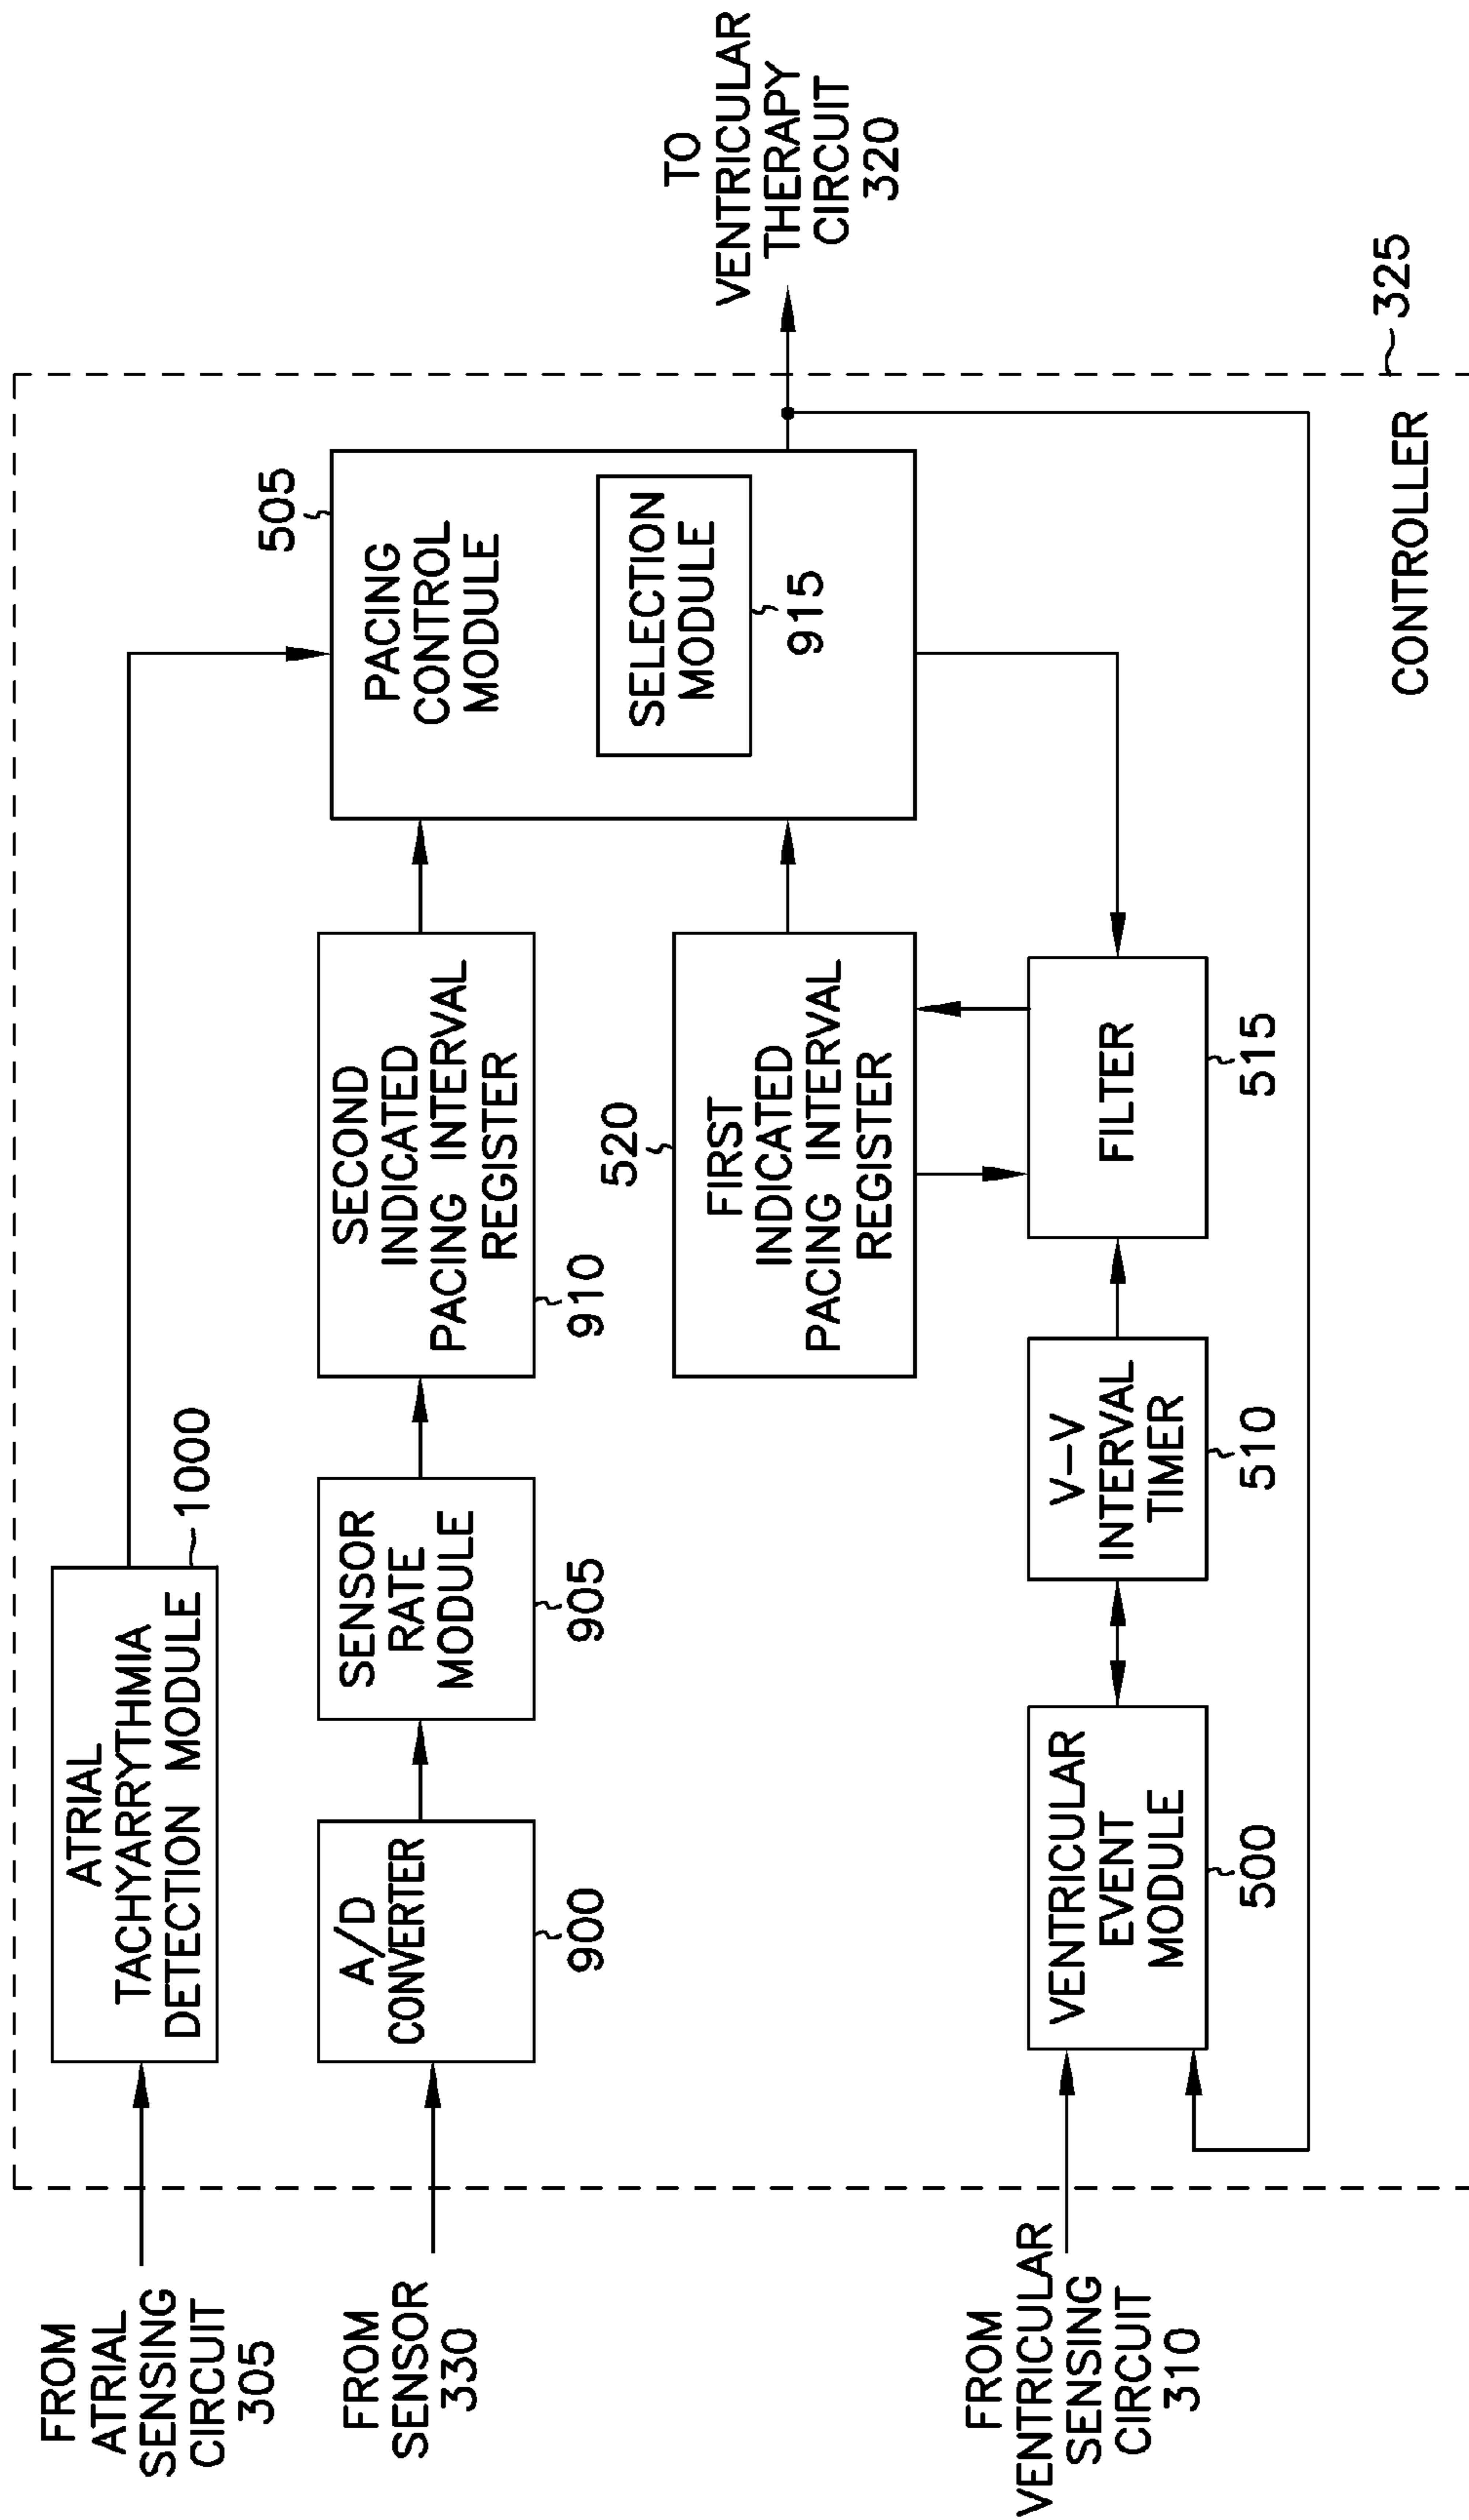 FROM
ATRIAL
SENSING
CIRCUIT
305
ATRIAL
TACHYARRYTHMIA
DETECTION MODULE
1000
FROM
SENSOR
330
A/D
CONVERTER
900
SENSOR
RATE
MODULE
905
SECOND
INDICATED
PACING INTERVAL
REGISTER
910
505
PACING
CONTROL
MODULE
SELECTION
MODULE
915
520
FIRST
INDICATED
PACING INTERVAL
REGISTER
TO
VENTRICULAR
THERAPY
CIRCUIT
320
FROM
VENTRICULAR
SENSING
CIRCUIT
310
VENTRICULAR
EVENT
MODULE
500
V-V
INTERVAL
TIMER
510
FILTER
515
CONTROLLER
325